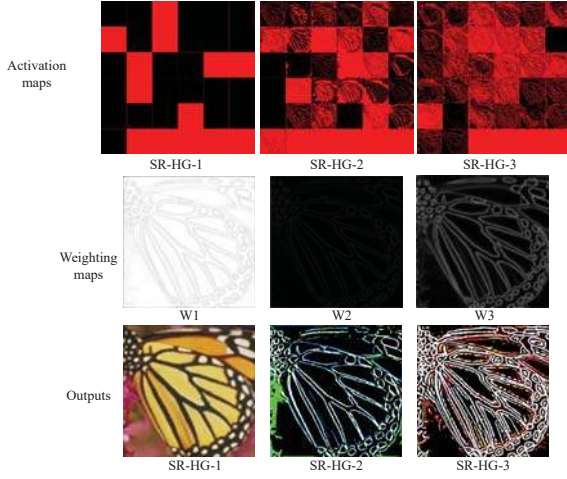 Activation
maps
SR-HG-1 SR-HG-2 SR-HG-3
Weighting
maps
W1 W2 W3
Outputs
SR-HG-1 SR-HG-2 SR-HG-3